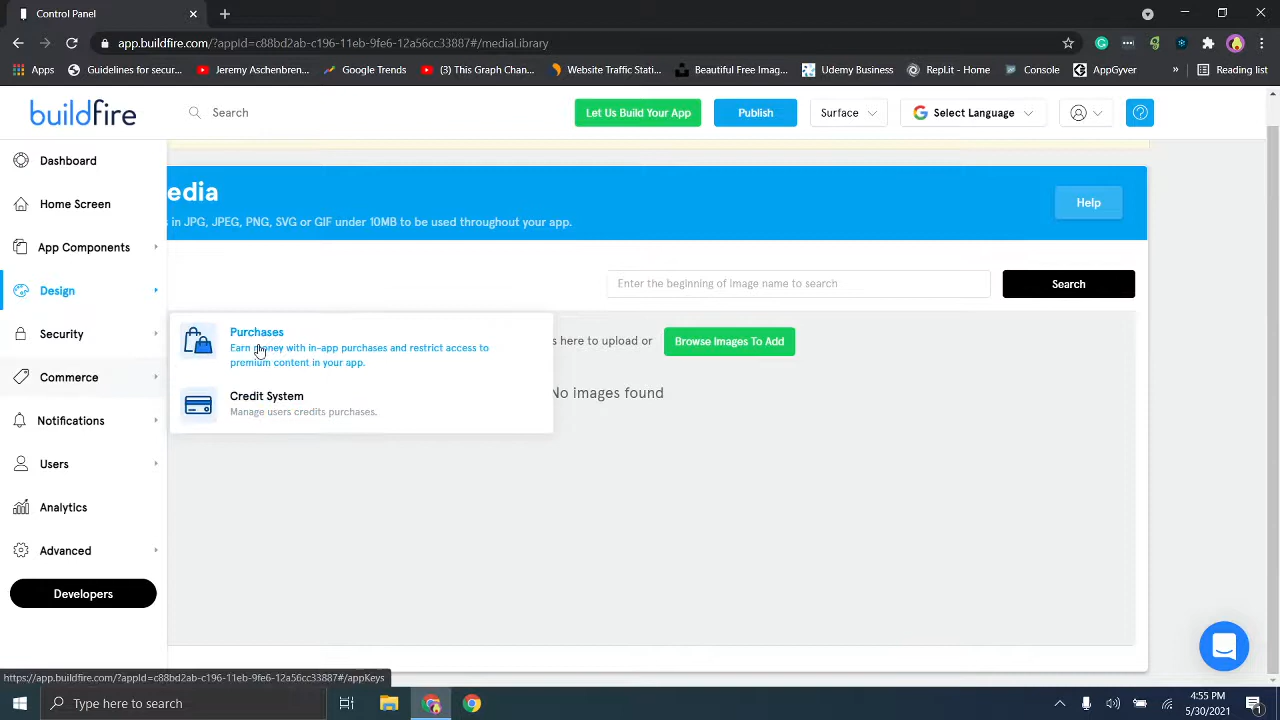 Control Panel
app.buildfire.com/?appId=c88bd2ab-c196-11eb-9fe6-12a56cc33887#/mediaLibrary
Apps
Guidelines for secur...
Jeremy Aschenbren...
Google Trends
(3) This Graph Chan...
Website Traffic Stati...
Beautiful Free Imag...
Udemy Business
Repl.it - Home
Console
AppGyver
»
Reading list
buildfire
Search
Let Us Build Your App
Publish
Surface
G Select Language
Dashboard
Home Screen
App Components
Design
Security
Commerce
Notifications
Users
Analytics
Advanced
Developers
edia
in JPG, JPEG, PNG, SVG or GIF under 10MB to be used throughout your app.
Help
Enter the beginning of image name to search
Search
Purchases
Earn money with in-app purchases and restrict access to
premium content in your app.
Credit System
Manage users credits purchases.
s here to upload or
Browse Images To Add
No images found
https://app.buildfire.com/?appId=c88bd2ab-c196-11eb-9fe6-12a56cc33887#/appKeys
Type here to search
4:55 PM
5/30/2021